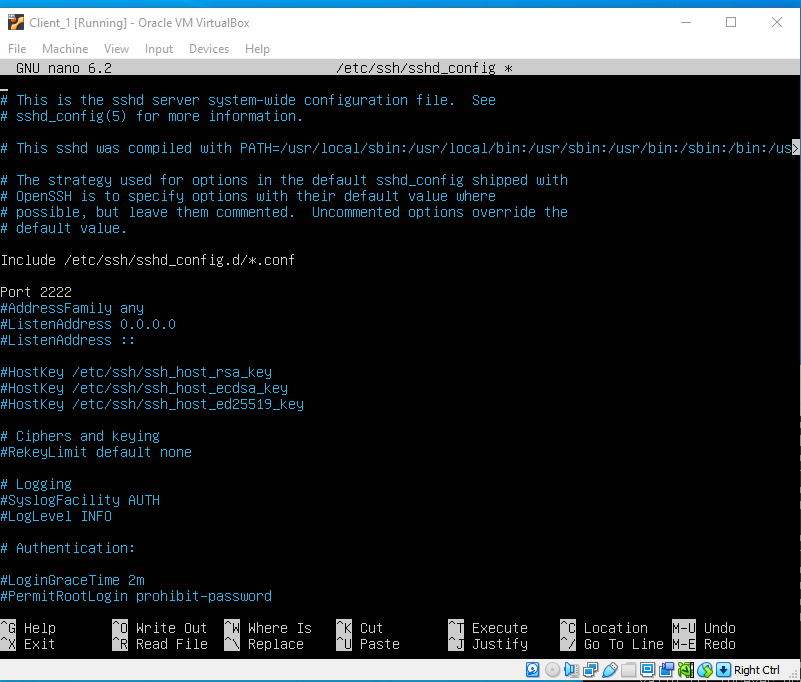 Client_1 [Running] - Oracle VM VirtualBox
File Machine View Input Devices Help
GNU nano 6.2 /etc/ssh/sshd_config *
# This is the sshd server system-wide configuration file.  See
# sshd_config(5) for more information.
# This sshd was compiled with PATH=/usr/local/sbin:/usr/local/bin:/usr/sbin:/usr/bin:/sbin:/bin:/us>
# The strategy used for options in the default sshd_config shipped with
# OpenSSH is to specify options with their default value where
# possible, but leave them commented.  Uncommented options override the
# default value.
Include /etc/ssh/sshd_config.d/*.conf
Port 2222
#AddressFamily any
#ListenAddress 0.0.0.0
#ListenAddress ::
#HostKey /etc/ssh/ssh_host_rsa_key
#HostKey /etc/ssh/ssh_host_ecdsa_key
#HostKey /etc/ssh/ssh_host_ed25519_key
# Ciphers and keying
#RekeyLimit default none
# Logging
#SyslogFacility AUTH
#LogLevel INFO
# Authentication:
#LoginGraceTime 2m
#PermitRootLogin prohibit-password
^G Help ^O Write Out ^W Where Is ^K Cut ^T Execute ^C Location M-U Undo
^X Exit ^R Read File ^\ Replace ^U Paste ^J Justify ^/ Go To Line M-E Redo
Right Ctrl